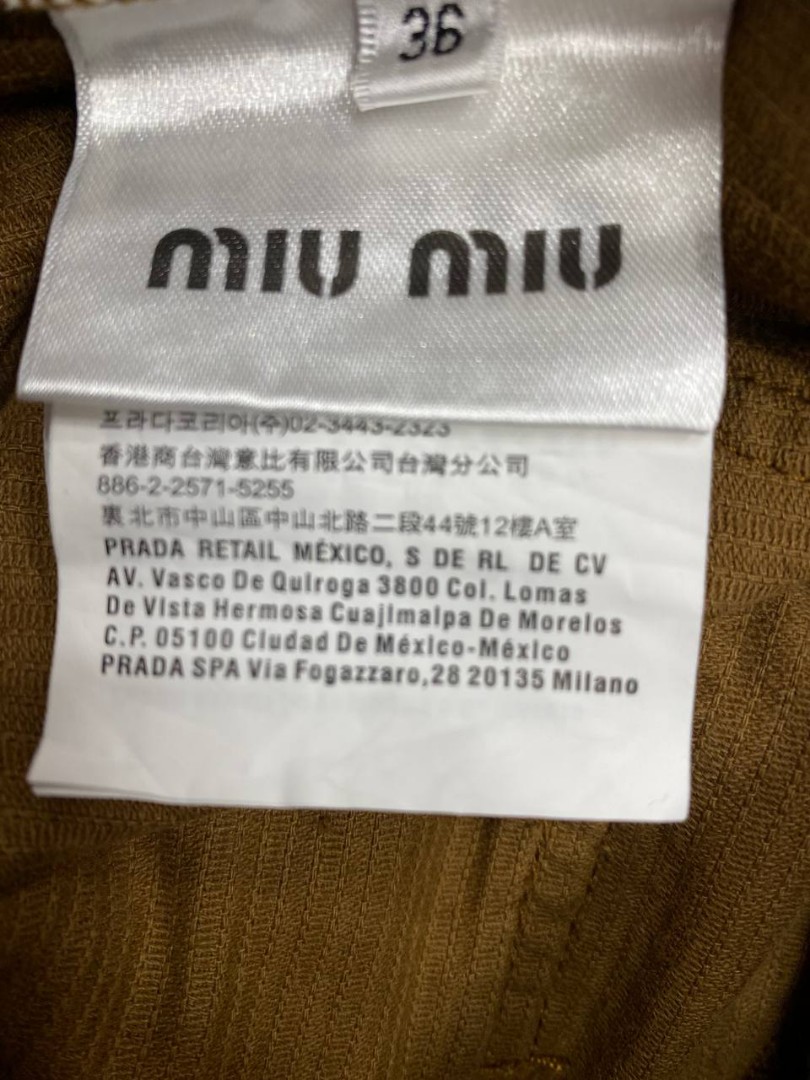 36
miu miu
프라다코리아(주)02-3443-2323
香港商台灣意比有限公司台灣分公司
886-2-2571-5255
裏北市中山區中山北路二段44號12樓A室
PRADA RETAIL MÉXICO, S DE RL DE CV
AV. Vasco De Quiroga 3800 Col. Lomas
De Vista Hermosa Cuajimalpa De Morelos
C.P. 05100 Ciudad De México-México
PRADA SPA Via Fogazzaro,28 20135 Milano